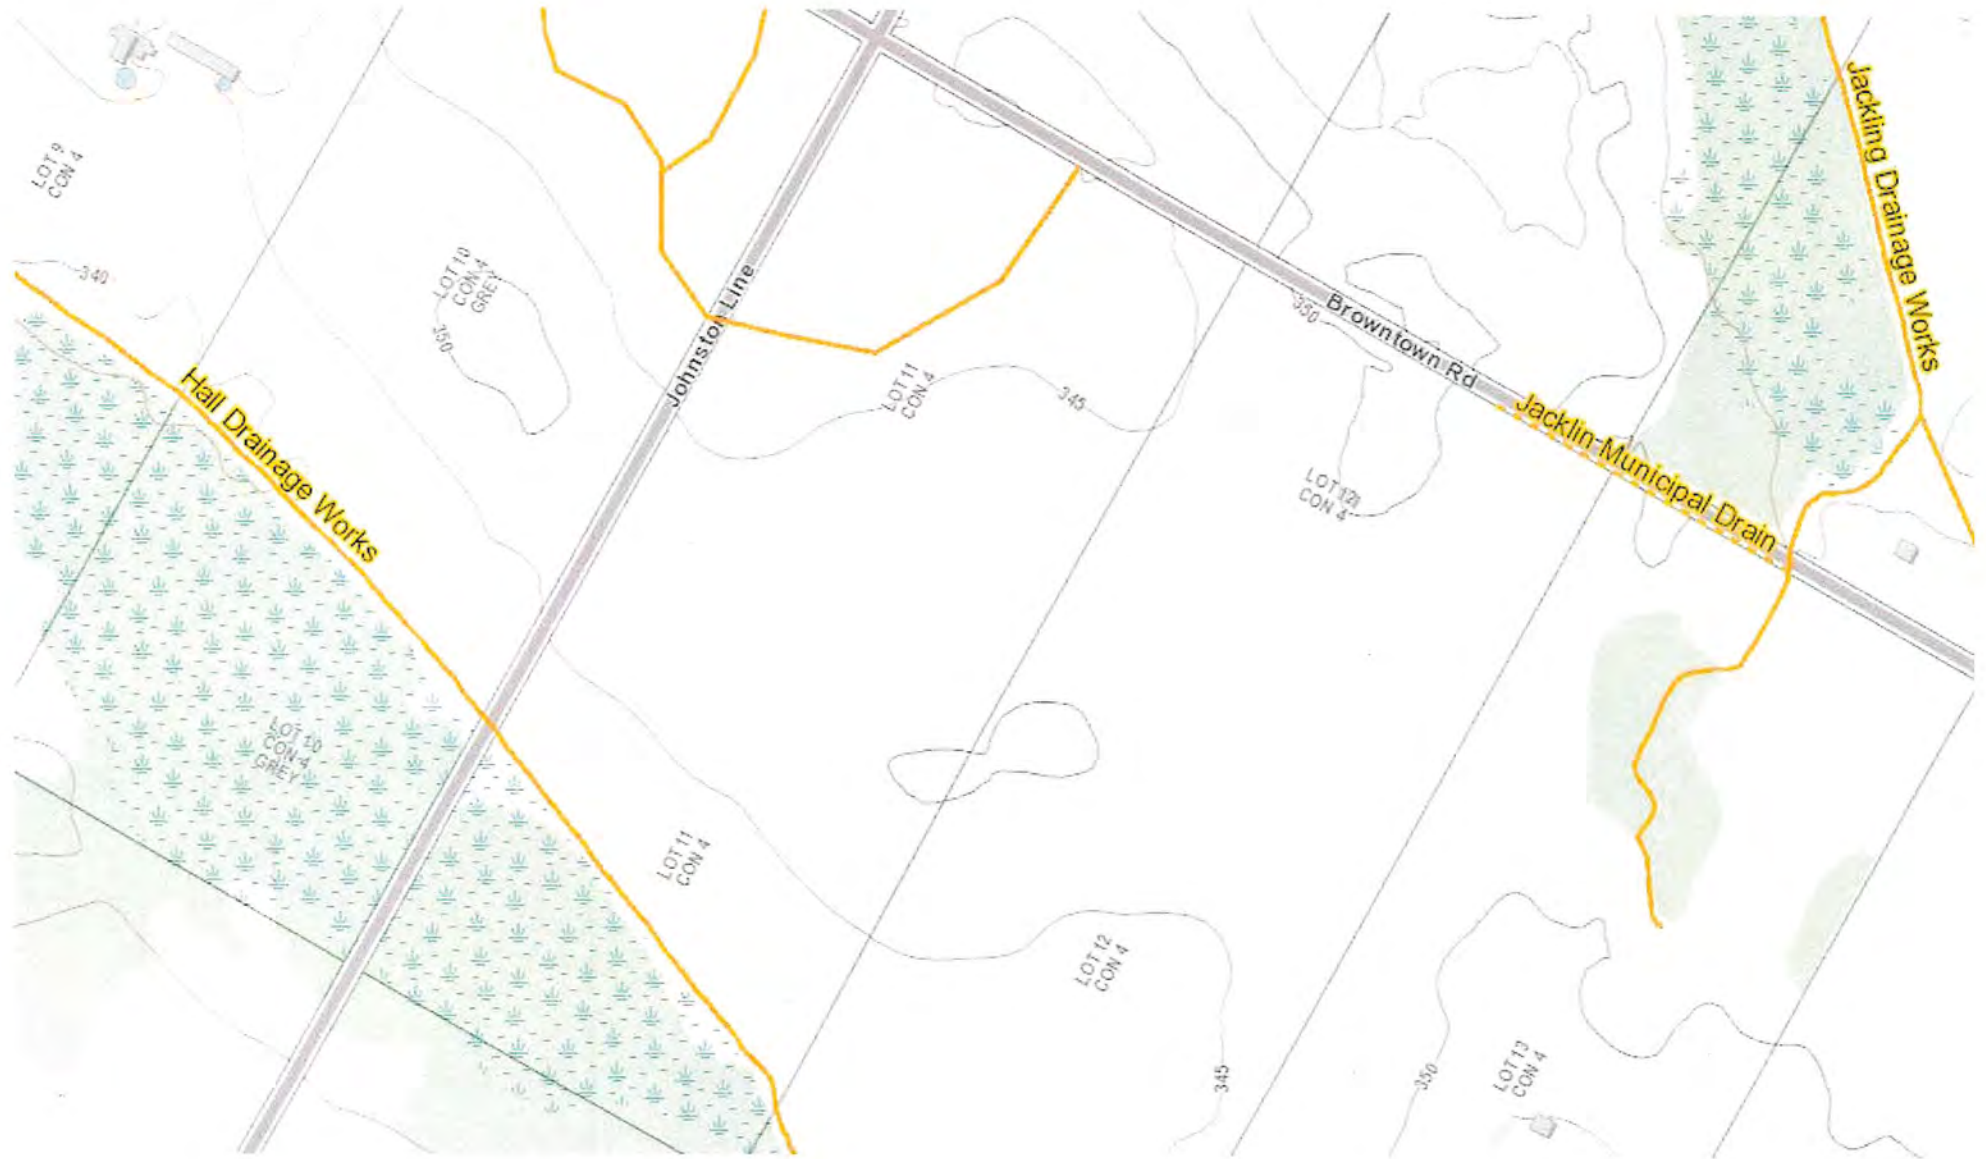 Jackling Drainage Works
LOT 9
CON 4
340
LOT 10
CON 4
GREY
350
Johnston Line
350
Browntown Rd
LOT 11
CON 4
345
Jacklin Municipal Drain
Hall Drainage Works
LOT 12
CON 4
LOT 10
CON 4
GREY
LOT 11
CON 4
LOT 12
CON 4
345
350
LOT 13
CON 4